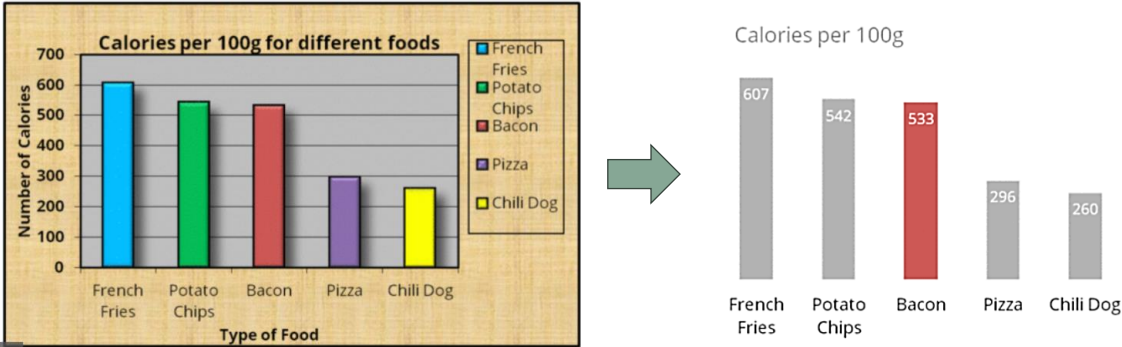 Calories per 100g for different foods
Number of Calories
700
600
500
400
300
200
100
0
French
Fries
Potato
Chips
Bacon
Pizza
Chili Dog
Type of Food
French
Fries
Potato
Chips
Bacon
Pizza
Chili Dog
Calories per 100g
607
542
533
296
260
French
Fries
Potato
Chips
Bacon
Pizza
Chili Dog